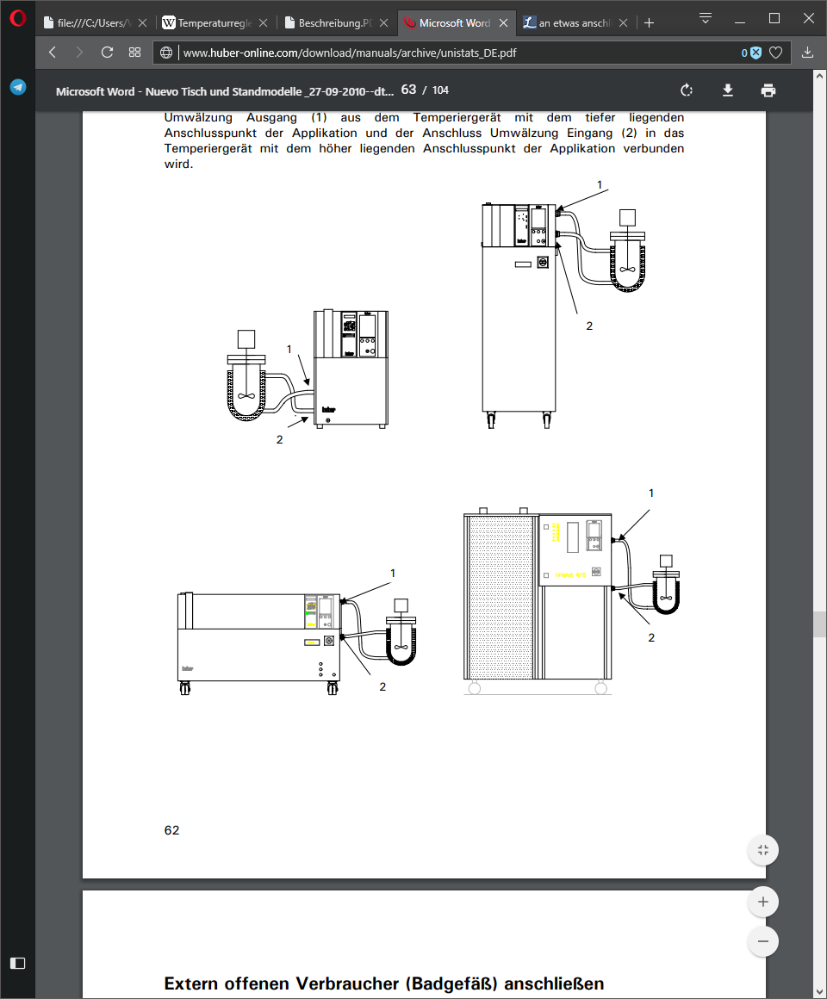 file:///C:/Users/V
Temperaturregle
Beschreibung.PD
Microsoft Word
an etwas anschl
www.huber-online.com/download/manuals/archive/unistats_DE.pdf
0
Microsoft Word - Nuevo Tisch und Standmodelle _27-09-2010--dt... 63 / 104
Umwälzung Ausgang (1) aus dem Temperiergerät mit dem tiefer liegenden
Anschlusspunkt der Applikation und der Anschluss Umwälzung Eingang (2) in das
Temperiergerät mit dem höher liegenden Anschlusspunkt der Applikation verbunden
wird.
1
2
huber
1
2
huber
1
2
huber
1
2
62
Extern offenen Verbraucher (Badgefäß) anschließen